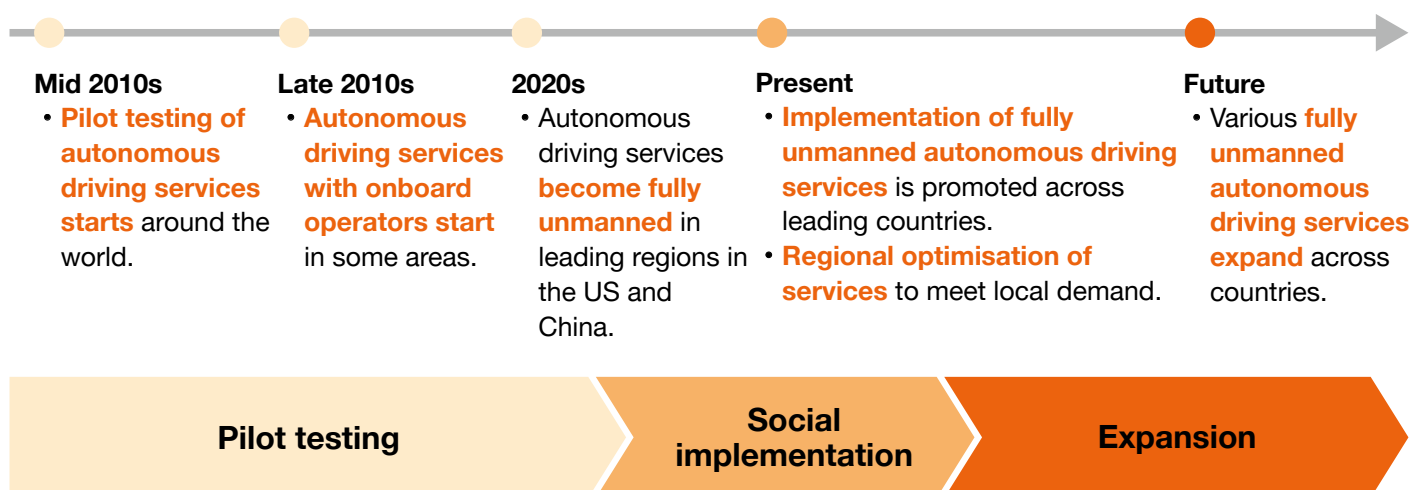 Mid 2010s
• Pilot testing of
autonomous
driving services
starts around the
world.
Late 2010s
• Autonomous
driving services
with onboard
operators start
in some areas.
2020s
• Autonomous
driving services
become fully
unmanned in
leading regions in
the US and
China.
Present
• Implementation of fully
unmanned autonomous driving
services is promoted across
leading countries.
• Regional optimisation of
services to meet local demand.
Future
• Various fully
unmanned
autonomous
driving services
expand across
countries.
Pilot testing
Social
implementation
Expansion